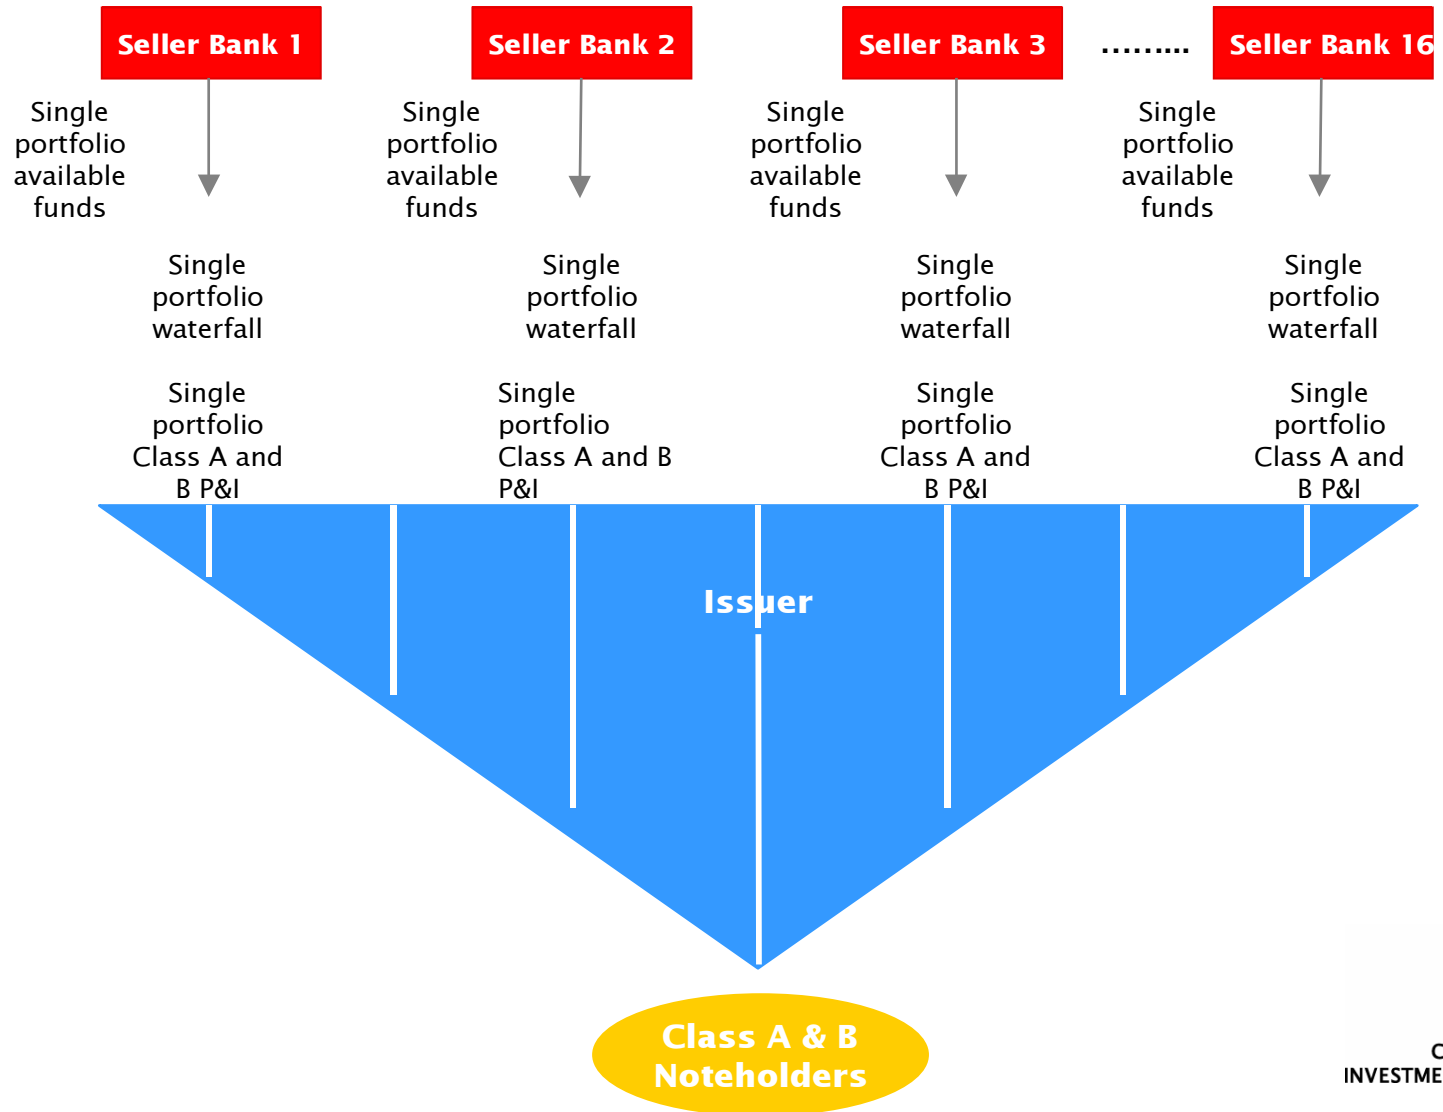 Seller Bank 1
Seller Bank 2
Seller Bank 3
.........
Seller Bank 16
Single
portfolio
available
funds
Single
portfolio
available
funds
Single
portfolio
available
funds
Single
portfolio
available
funds
Single
portfolio
waterfall
Single
portfolio
waterfall
Single
portfolio
waterfall
Single
portfolio
waterfall
Single
portfolio
Class A and
B P&I
Single
portfolio
Class A and B
P&I
Single
portfolio
Class A and
B P&I
Single
portfolio
Class A and
B P&I
Issuer
Class A & B
Noteholders
C
INVESTME